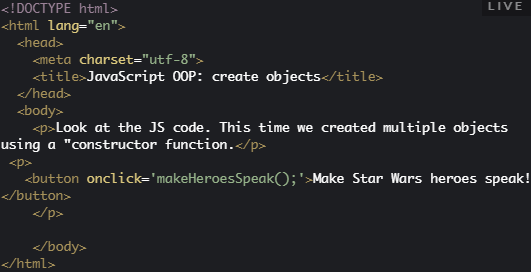 LIVE
<!DOCTYPE html>
<html lang="en">
  <head>
    <meta charset="utf-8">
    <title>JavaScript OOP: create objects</title>
  </head>
  <body>
    <p>Look at the JS code. This time we created multiple objects
using a "constructor function.</p>
 <p>
   <button onclick='makeHeroesSpeak();'>Make Star Wars heroes speak!
</button>
    </p>

    </body>
</html>